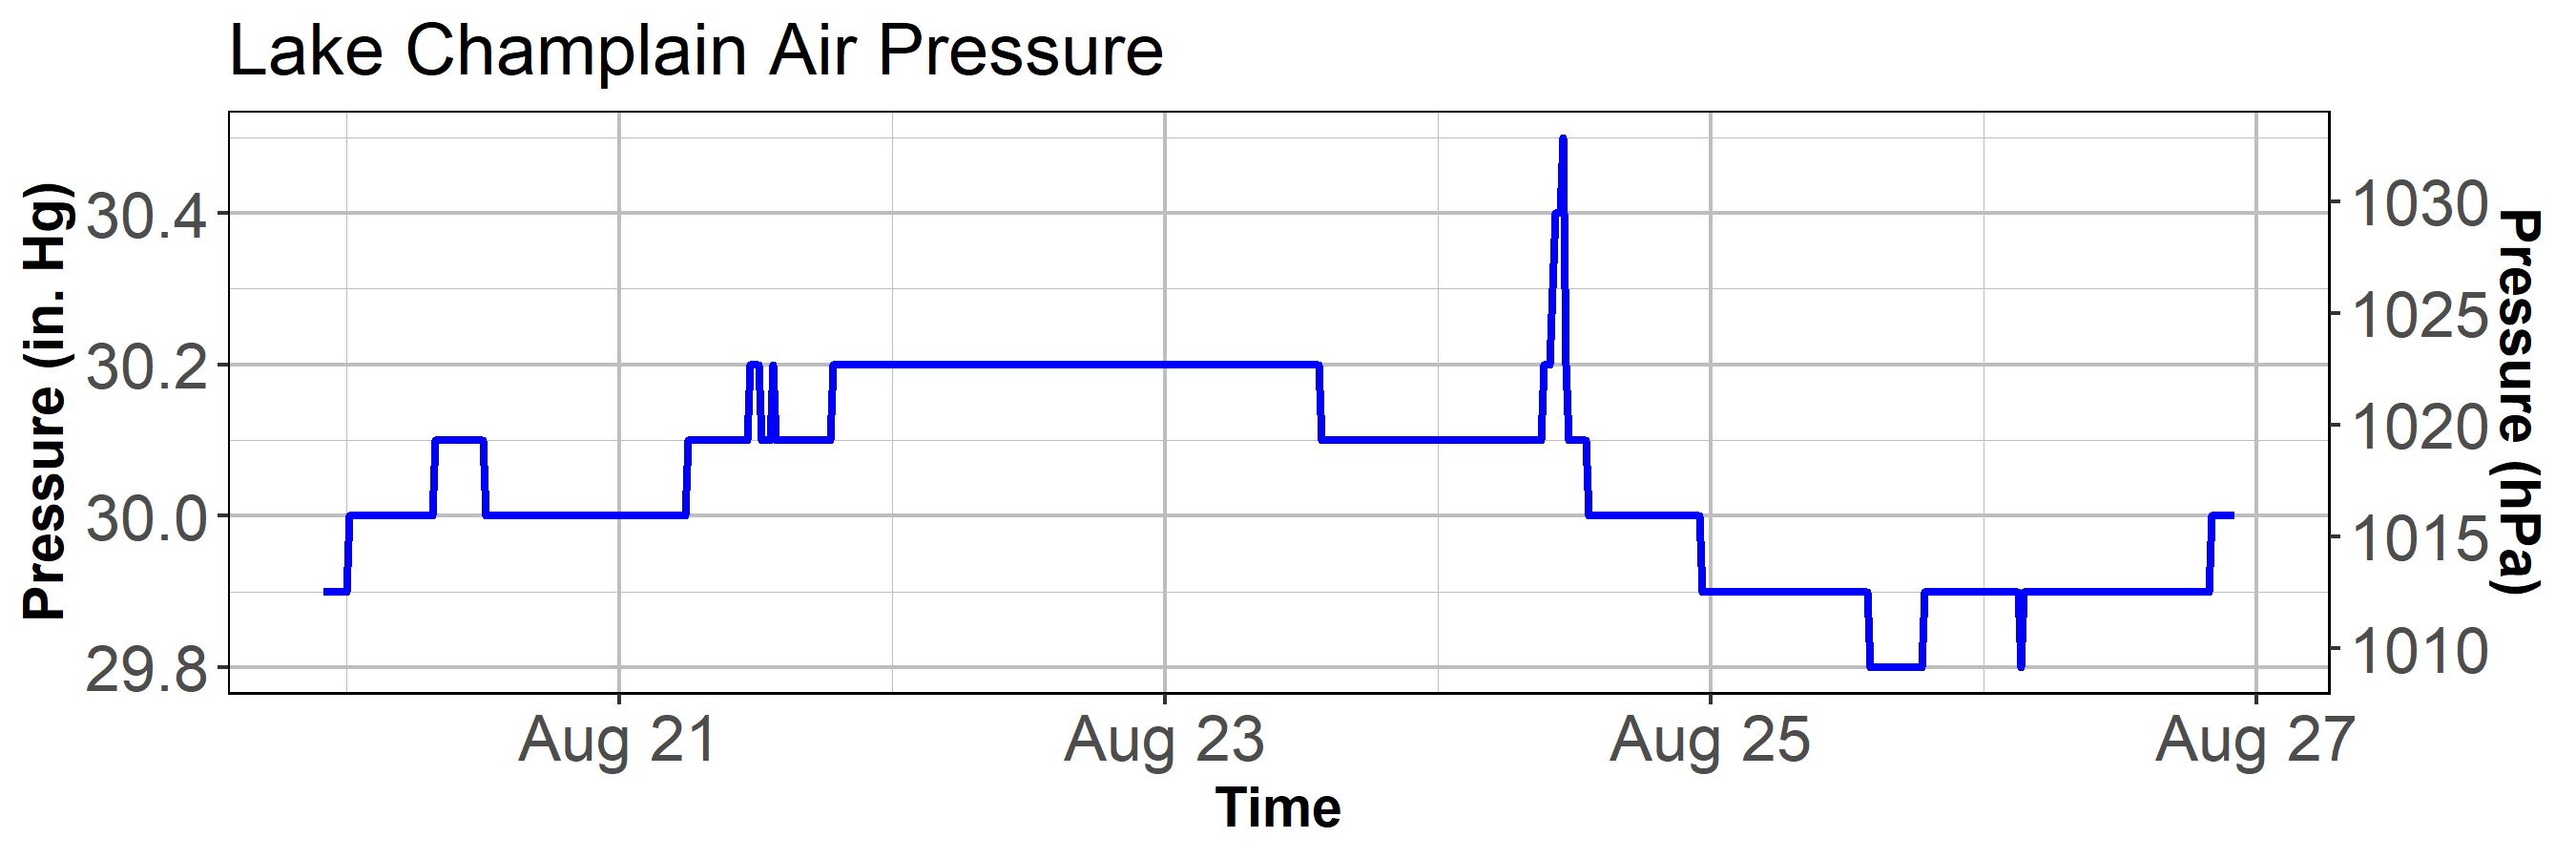 Lake Champlain Air Pressure
Pressure (in. Hg)
30.4
30.2
30.0
29.8
1030
1025
1020
1015
1010
Pressure (hPa)
Aug 21 Aug 23 Aug 25 Aug 27
Time